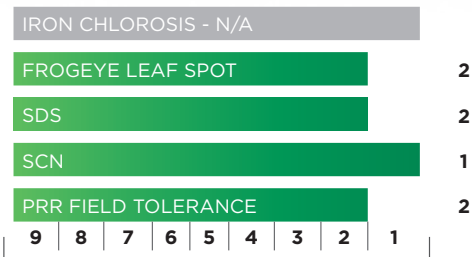 IRON CHLOROSIS - N/A
FROGEYE LEAF SPOT 2
SDS 2
SCN 1
PRR FIELD TOLERANCE 2
9 8 7 6 5 4 3 2 1